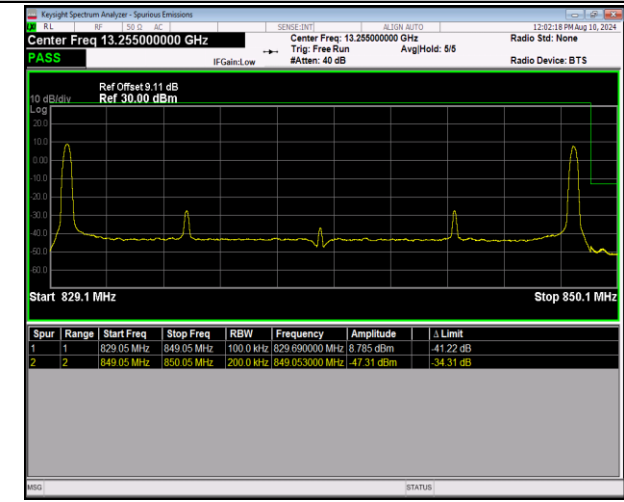 Keysight Spectrum Analyzer - Spurious Emissions
RL RF 50 Ω AC SENSE:INT ALIGN AUTO 12:02:18 PM Aug 10, 2024
Center Freq 13.255000000 GHz Center Freq: 13.255000000 GHz Radio Std: None
Trig: Free Run Avg|Hold: 5/5
PASS IFGain:Low #Atten: 40 dB Radio Device: BTS
Ref Offset 9.11 dB
10 dB/div Ref 30.00 dBm
Log
20.0
10.0
0.00
-10.0
-20.0
-30.0
-40.0
-50.0
-60.0
Start 829.1 MHz Stop 850.1 MHz
Spur Range Start Freq Stop Freq RBW Frequency Amplitude Δ Limit
1 1 829.05 MHz 849.05 MHz 100.0 kHz 829.690000 MHz 8.785 dBm -41.22 dB
2 2 849.05 MHz 850.05 MHz 200.0 kHz 849.053000 MHz -47.31 dBm -34.31 dB
MSG STATUS